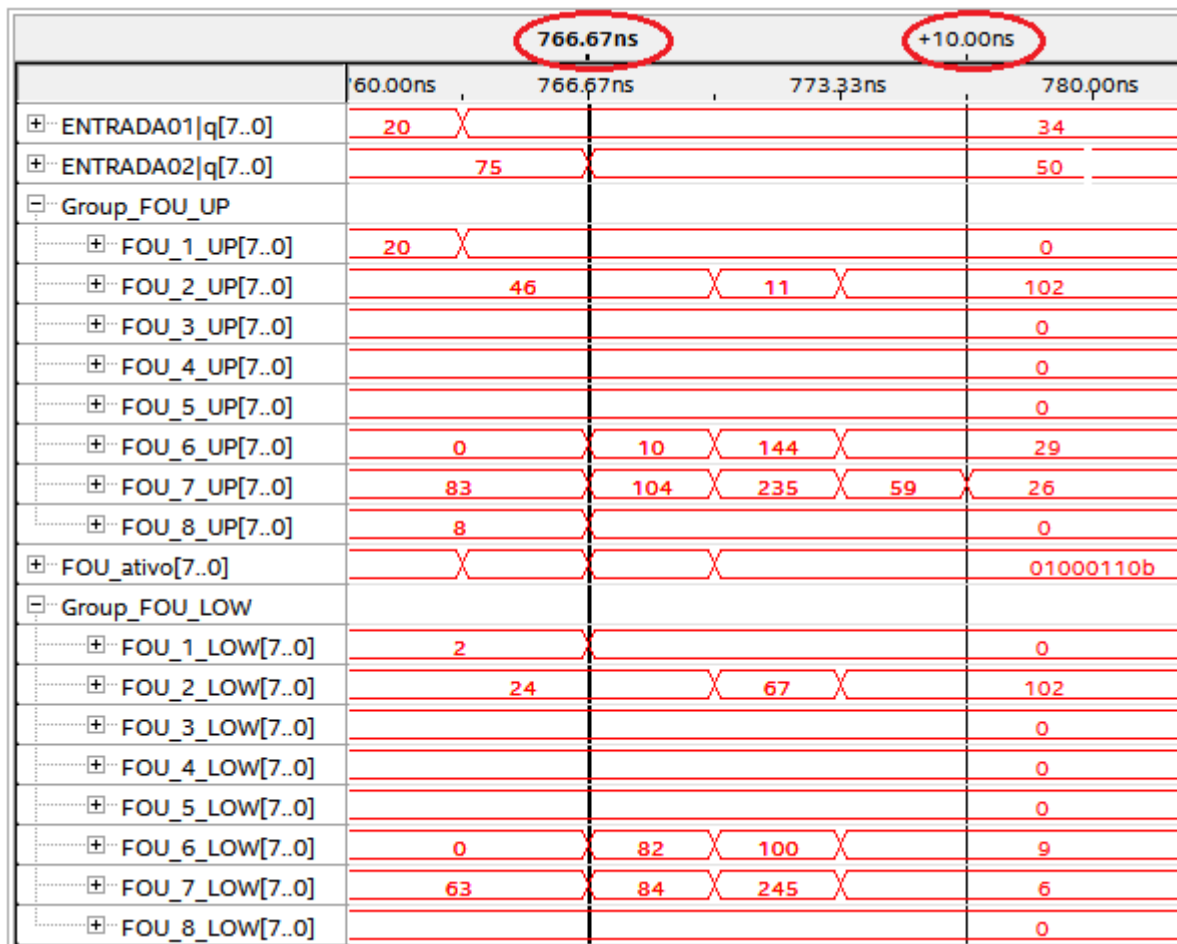 766.67ns +10.00ns
'60.00ns 766.67ns 773.33ns 780.00ns
ENTRADA01|q[7..0] 20 34
ENTRADA02|q[7..0] 75 50
Group_FOU_UP
FOU_1_UP[7..0] 20 0
FOU_2_UP[7..0] 46 11 102
FOU_3_UP[7..0] 0
FOU_4_UP[7..0] 0
FOU_5_UP[7..0] 0
FOU_6_UP[7..0] 0 10 144 29
FOU_7_UP[7..0] 83 104 235 59 26
FOU_8_UP[7..0] 8 0
FOU_ativo[7..0] 01000110b
Group_FOU_LOW
FOU_1_LOW[7..0] 2 0
FOU_2_LOW[7..0] 24 67 102
FOU_3_LOW[7..0] 0
FOU_4_LOW[7..0] 0
FOU_5_LOW[7..0] 0
FOU_6_LOW[7..0] 0 82 100 9
FOU_7_LOW[7..0] 63 84 245 6
FOU_8_LOW[7..0] 0